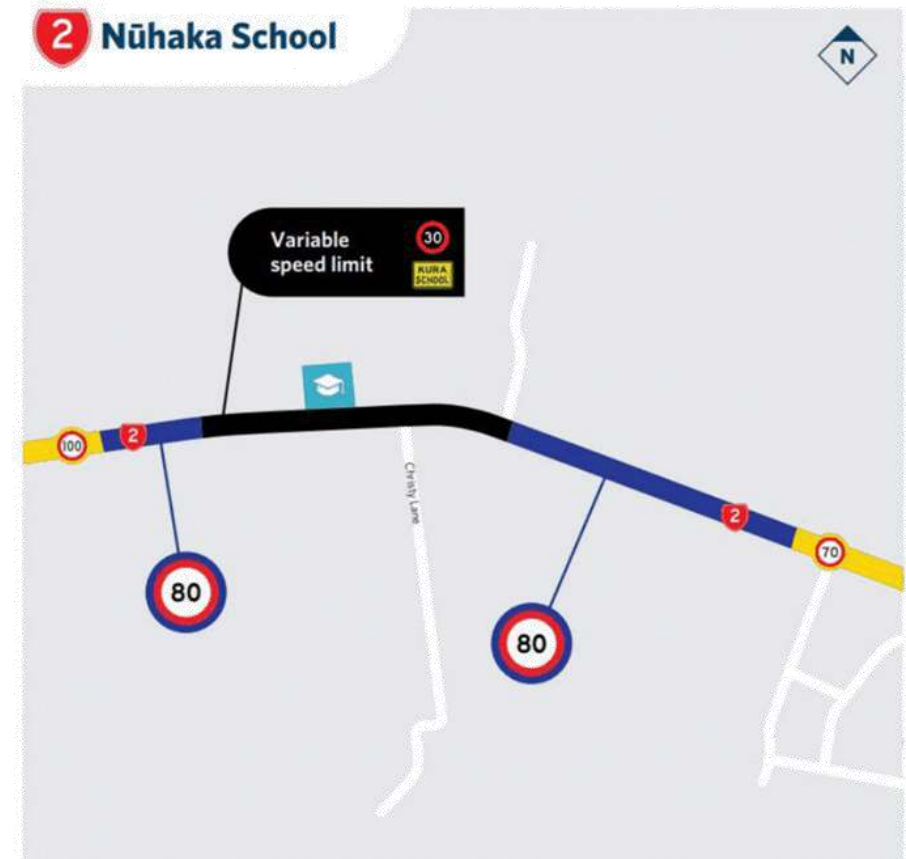 2 Nūhaka School
N
Variable
speed limit
30
KURA
SCHOOL
100
2
Christy Lane
2
70
80
80